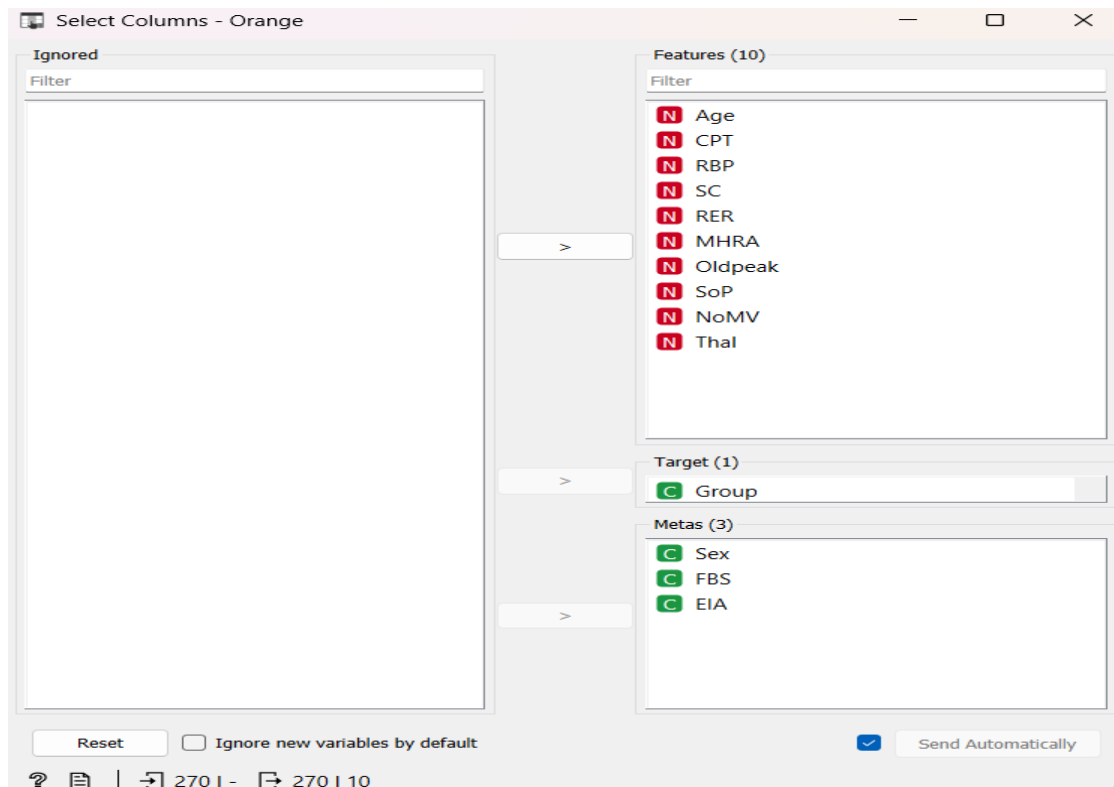 Select Columns - Orange
Ignored
Filter
>
>
>
Features (10)
Filter
N Age
N CPT
N RBP
N SC
N RER
N MHRA
N Oldpeak
N SoP
N NoMV
N Thal
Target (1)
C Group
Metas (3)
C Sex
C FBS
C EIA
Reset
Ignore new variables by default
Send Automatically
? | 270 | - 270 | 10